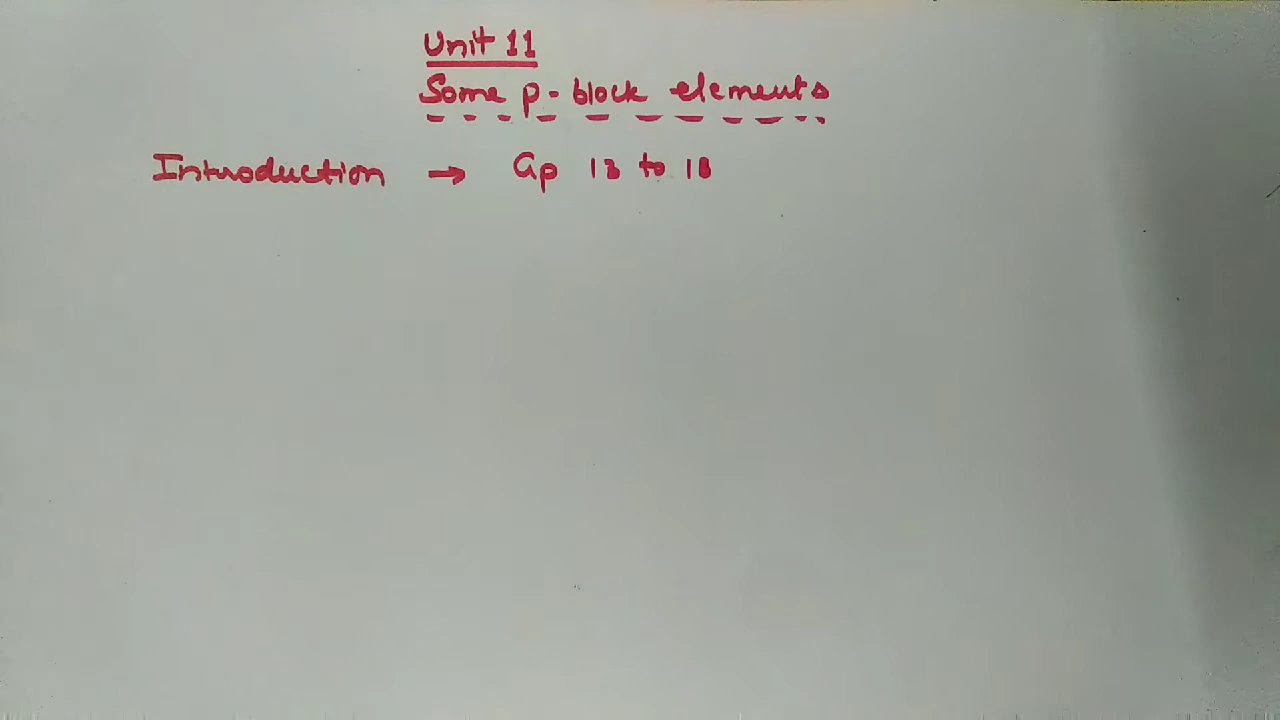 Unit 11
Some p-block elements
Introduction → Gp 13 to 18